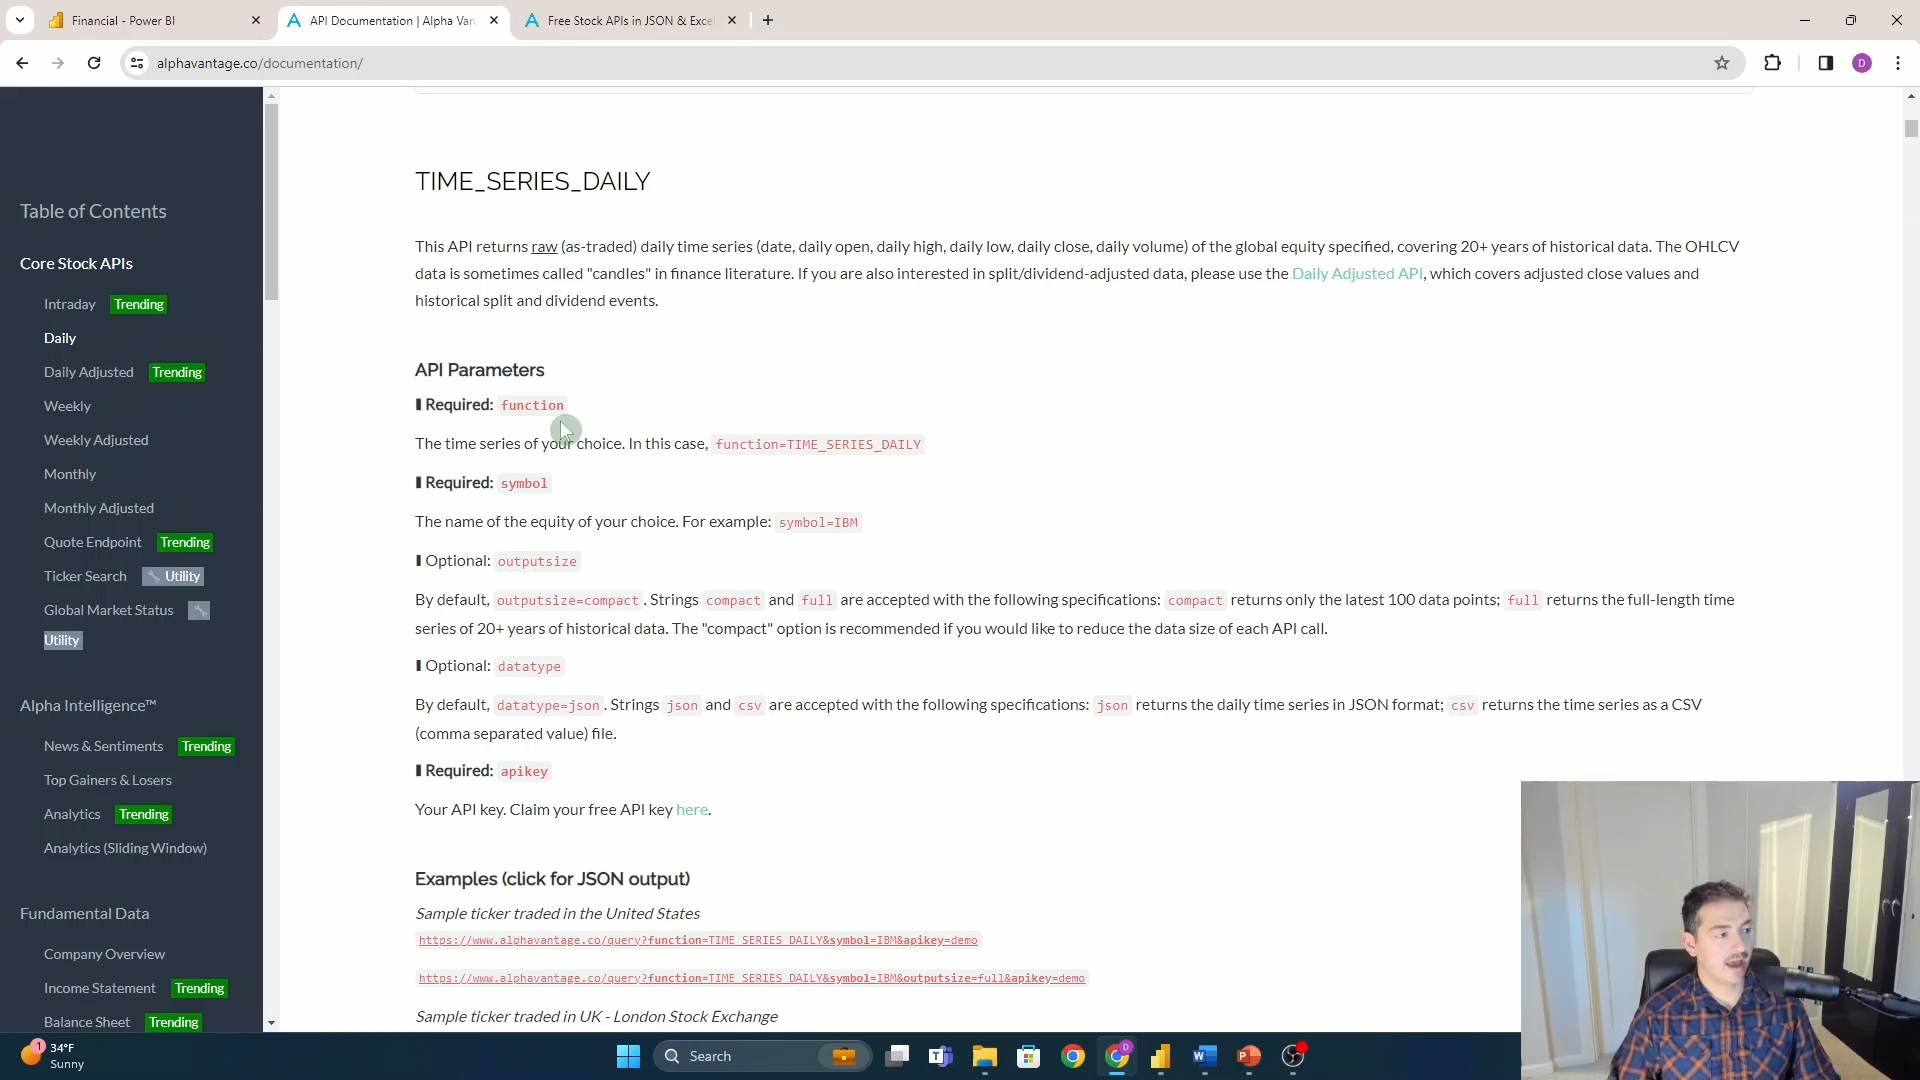 Financial - Power BI
API Documentation | Alpha Van
Free Stock APIs in JSON & Exce
alphavantage.co/documentation/
D
Table of Contents
Core Stock APIs
Intraday Trending
Daily
Daily Adjusted Trending
Weekly
Weekly Adjusted
Monthly
Monthly Adjusted
Quote Endpoint Trending
Ticker Search Utility
Global Market Status
Utility
Alpha Intelligence™
News & Sentiments Trending
Top Gainers & Losers
Analytics Trending
Analytics (Sliding Window)
Fundamental Data
Company Overview
Income Statement Trending
Balance Sheet Trending
TIME_SERIES_DAILY
This API returns raw (as-traded) daily time series (date, daily open, daily high, daily low, daily close, daily volume) of the global equity specified, covering 20+ years of historical data. The OHLCV
data is sometimes called "candles" in finance literature. If you are also interested in split/dividend-adjusted data, please use the Daily Adjusted API, which covers adjusted close values and
historical split and dividend events.
API Parameters
Required: function
The time series of your choice. In this case, function=TIME_SERIES_DAILY
Required: symbol
The name of the equity of your choice. For example: symbol=IBM
Optional: outputsize
By default, outputsize=compact. Strings compact and full are accepted with the following specifications: compact returns only the latest 100 data points; full returns the full-length time
series of 20+ years of historical data. The "compact" option is recommended if you would like to reduce the data size of each API call.
Optional: datatype
By default, datatype=json. Strings json and csv are accepted with the following specifications: json returns the daily time series in JSON format; csv returns the time series as a CSV
(comma separated value) file.
Required: apikey
Your API key. Claim your free API key here.
Examples (click for JSON output)
Sample ticker traded in the United States
https://www.alphavantage.co/query?function=TIME_SERIES_DAILY&symbol=IBM&apikey=demo
https://www.alphavantage.co/query?function=TIME_SERIES_DAILY&symbol=IBM&outputsize=full&apikey=demo
Sample ticker traded in UK - London Stock Exchange
1
34°F
Sunny
Search